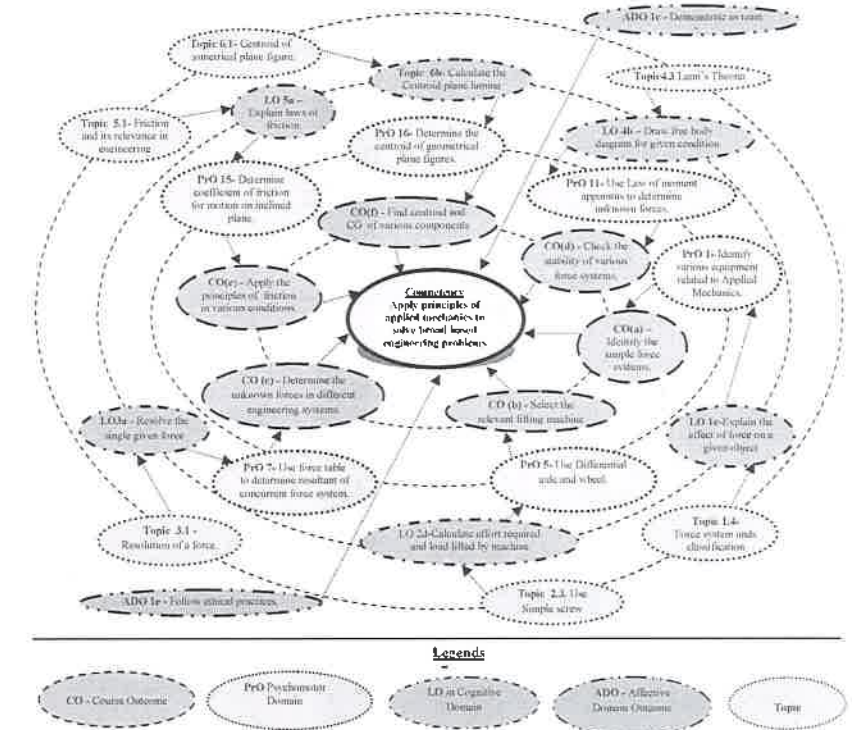 ADO 1c - Demonstrate as team
Topic 6.1- Centroid of
ometrical plane figure.
Topic 6b- Calculate the
Centroid plane lamina
Topic 4.3 Lami's Theorem
LO 5a -
Explain laws of
friction.
Topic 5.1- Friction
and its relevance in
engineering
PrO 16- Determine the
centroid of geometrical
plane figures.
LO 4b - Draw free body
diagram for given condition
PrO 15- Determine
coefficient of friction
for motion on inclined
plane.
PrO 11- Use Law of moment
apparatus to determine
unknown forces.
CO(f) - Find centroid and
CG of various components
CO(d) - Check the
stability of various
force systems.
PrO 1- Identify
various equipment
related to Applied
Mechanics.
CO(e) - Apply the
principles of friction
in various conditions.
Competency
Apply principles of
applied mechanics to
solve broad based
engineering problems
CO(a) -
Identify the
simple force
systems.
CO (c) - Determine the
unknown forces in different
engineering systems
CO (b) - Select the
relevant lifting machine
LO3a - Resolve the
single given force
LO 1c-Explain the
affect of force on a
given object
PrO 7- Use force table
to determine resultant of
concurrent force system.
PrO 5- Use Differential
axle and wheel.
Topic .3.1 -
Resolution of a force.
LO 2d-Calculate effort required
and load lifted by machine
Topic 1.4-
Force system and
classification
ADO 1e - Follow ethical practices
Topic 2.3. Use
Simple screw
Legends
CO - Course Outcome
PrO Psychomotor
Domain
LO in Cognitive
Domain
ADO - Affective
Domain Outcome
Topic